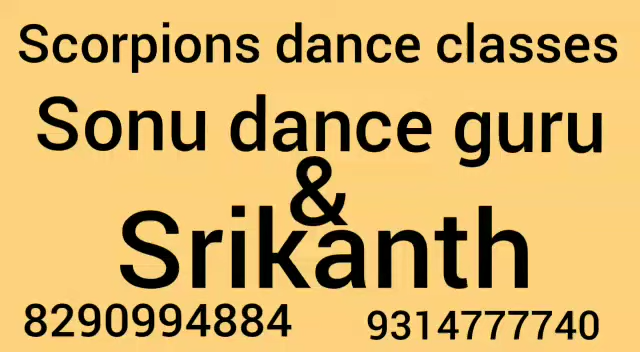 Scorpions dance classes
Sonu dance guru
&
Srikanth
8290994884 9314777740